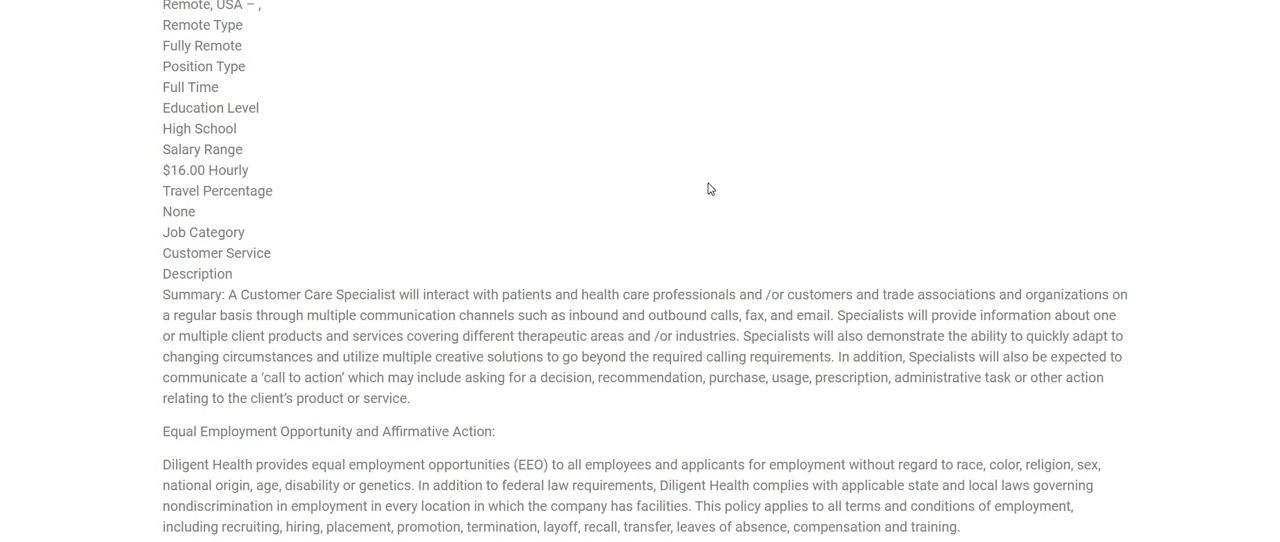 Remote, USA – ,
Remote Type
Fully Remote
Position Type
Full Time
Education Level
High School
Salary Range
$16.00 Hourly
Travel Percentage
None
Job Category
Customer Service
Description
Summary: A Customer Care Specialist will interact with patients and health care professionals and /or customers and trade associations and organizations on
a regular basis through multiple communication channels such as inbound and outbound calls, fax, and email. Specialists will provide information about one
or multiple client products and services covering different therapeutic areas and /or industries. Specialists will also demonstrate the ability to quickly adapt to
changing circumstances and utilize multiple creative solutions to go beyond the required calling requirements. In addition, Specialists will also be expected to
communicate a ‘call to action’ which may include asking for a decision, recommendation, purchase, usage, prescription, administrative task or other action
relating to the client’s product or service.
Equal Employment Opportunity and Affirmative Action:
Diligent Health provides equal employment opportunities (EEO) to all employees and applicants for employment without regard to race, color, religion, sex,
national origin, age, disability or genetics. In addition to federal law requirements, Diligent Health complies with applicable state and local laws governing
nondiscrimination in employment in every location in which the company has facilities. This policy applies to all terms and conditions of employment,
including recruiting, hiring, placement, promotion, termination, layoff, recall, transfer, leaves of absence, compensation and training.